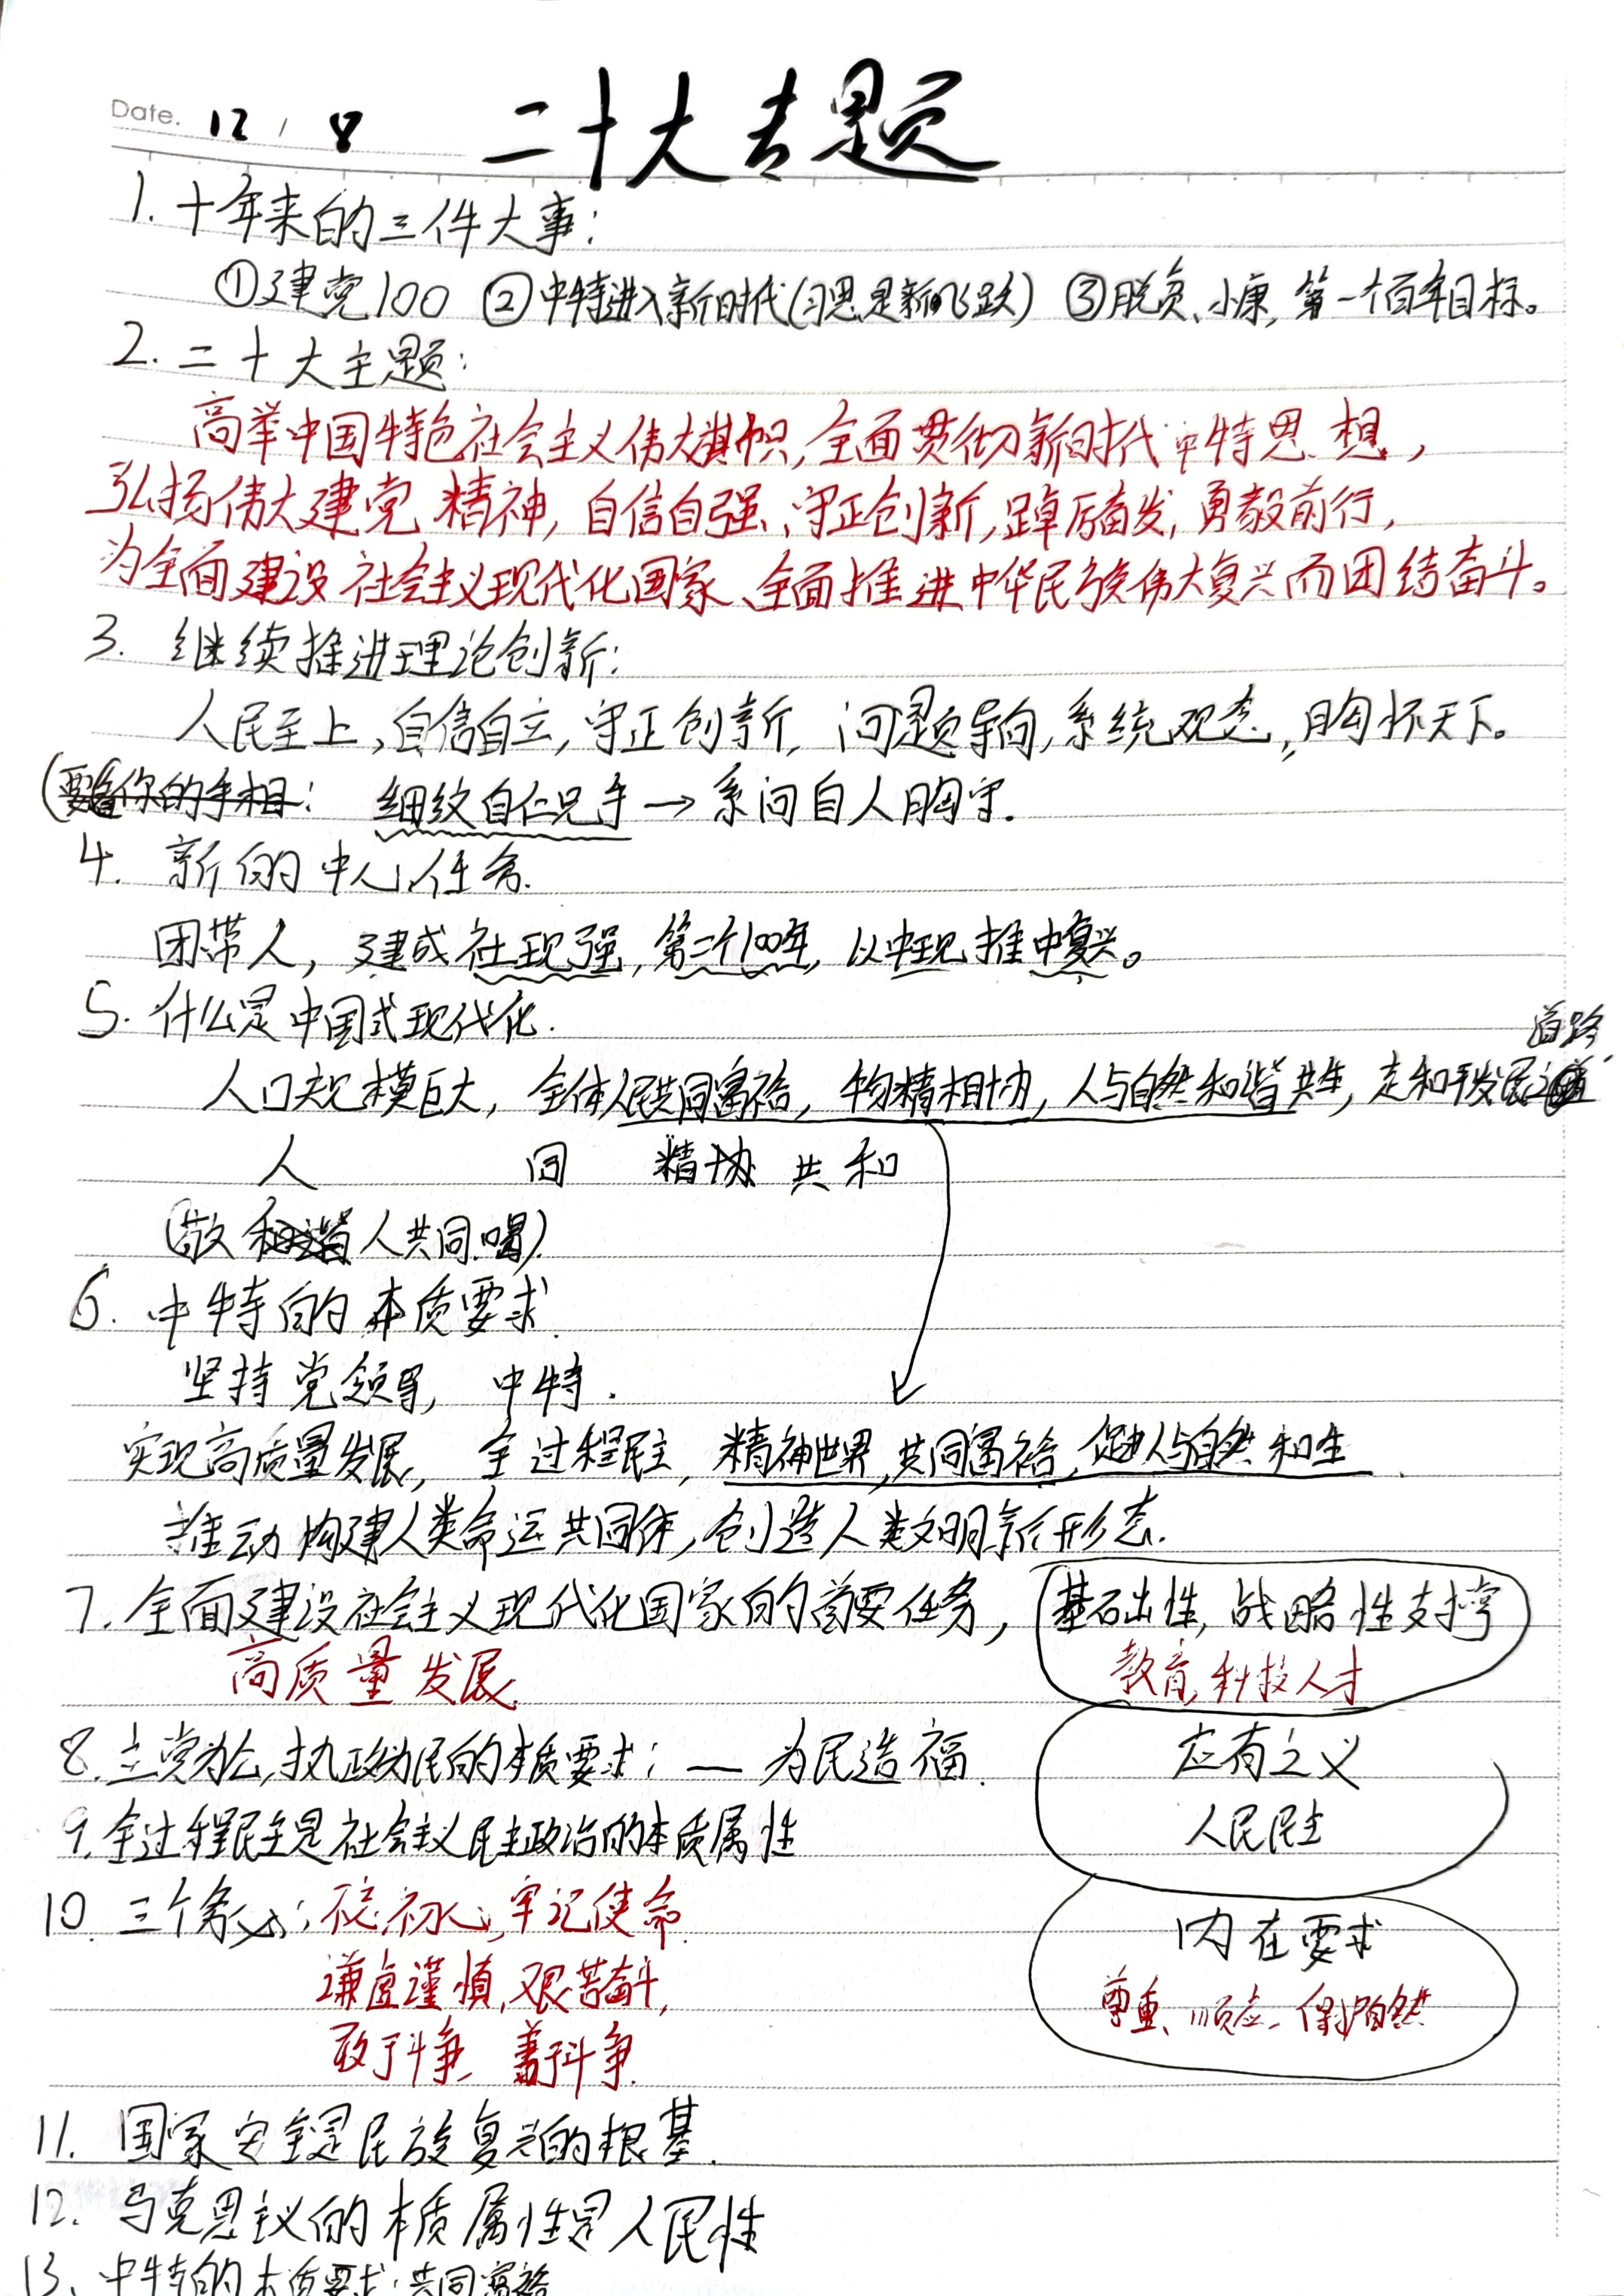 Date. 12 / 8
二十大专题
1. 十年来的三件大事:
①建党100 ②中特进入新时代(习思是新飞跃) ③脱贫、小康, 第一个百年目标。
2. 二十大主题:
高举中国特色社会主义伟大旗帜, 全面贯彻新时代中特思想,
弘扬伟大建党精神, 自信自强、守正创新, 踔厉奋发, 勇毅前行,
为全面建设社会主义现代化国家、全面推进中华民族伟大复兴而团结奋斗。
3. 继续推进理论创新:
人民至上, 自信自立, 守正创新, 问题导向, 系统观念, 胸怀天下。
(要看你的手相: 细纹自仁兄手→系问自人胸守.
4. 新的中心任务.
团带人, 建成社现强, 第二个100年, 以中现推中复兴。
5. 什么是中国式现代化.
道路
人口规模巨大, 全体人民共同富裕, 物精相协, 人与自然和谐共生, 走和平发展
人 同 精协 共 和
人共同唱)
6. 中特的本质要求.
坚持党领导, 中特.
实现高质量发展, 全过程民主, 精神世界, 共同富裕, 促进人与自然和生
推动构建人类命运共同体, 创造人类文明新形态.
7. 全面建设社会主义现代化国家的首要任务,
高质量发展.
基础性, 战略性支撑
教育, 科技人才
8. 立党为公, 执政为民的本质要求: — 为民造福.
应有之义
人民民主
9. 全过程民主是社会主义民主政治的本质属性
10. 三个务必: 初心, 牢记使命
谦虚谨慎, 艰苦奋斗,
敢于斗争, 善于斗争.
内在要求
尊重、顺应、保护自然
11. 国家安全是民族复兴的根基.
12. 马克思主义的本质属性是人民性
13. 中特的本质要求: 共同富裕